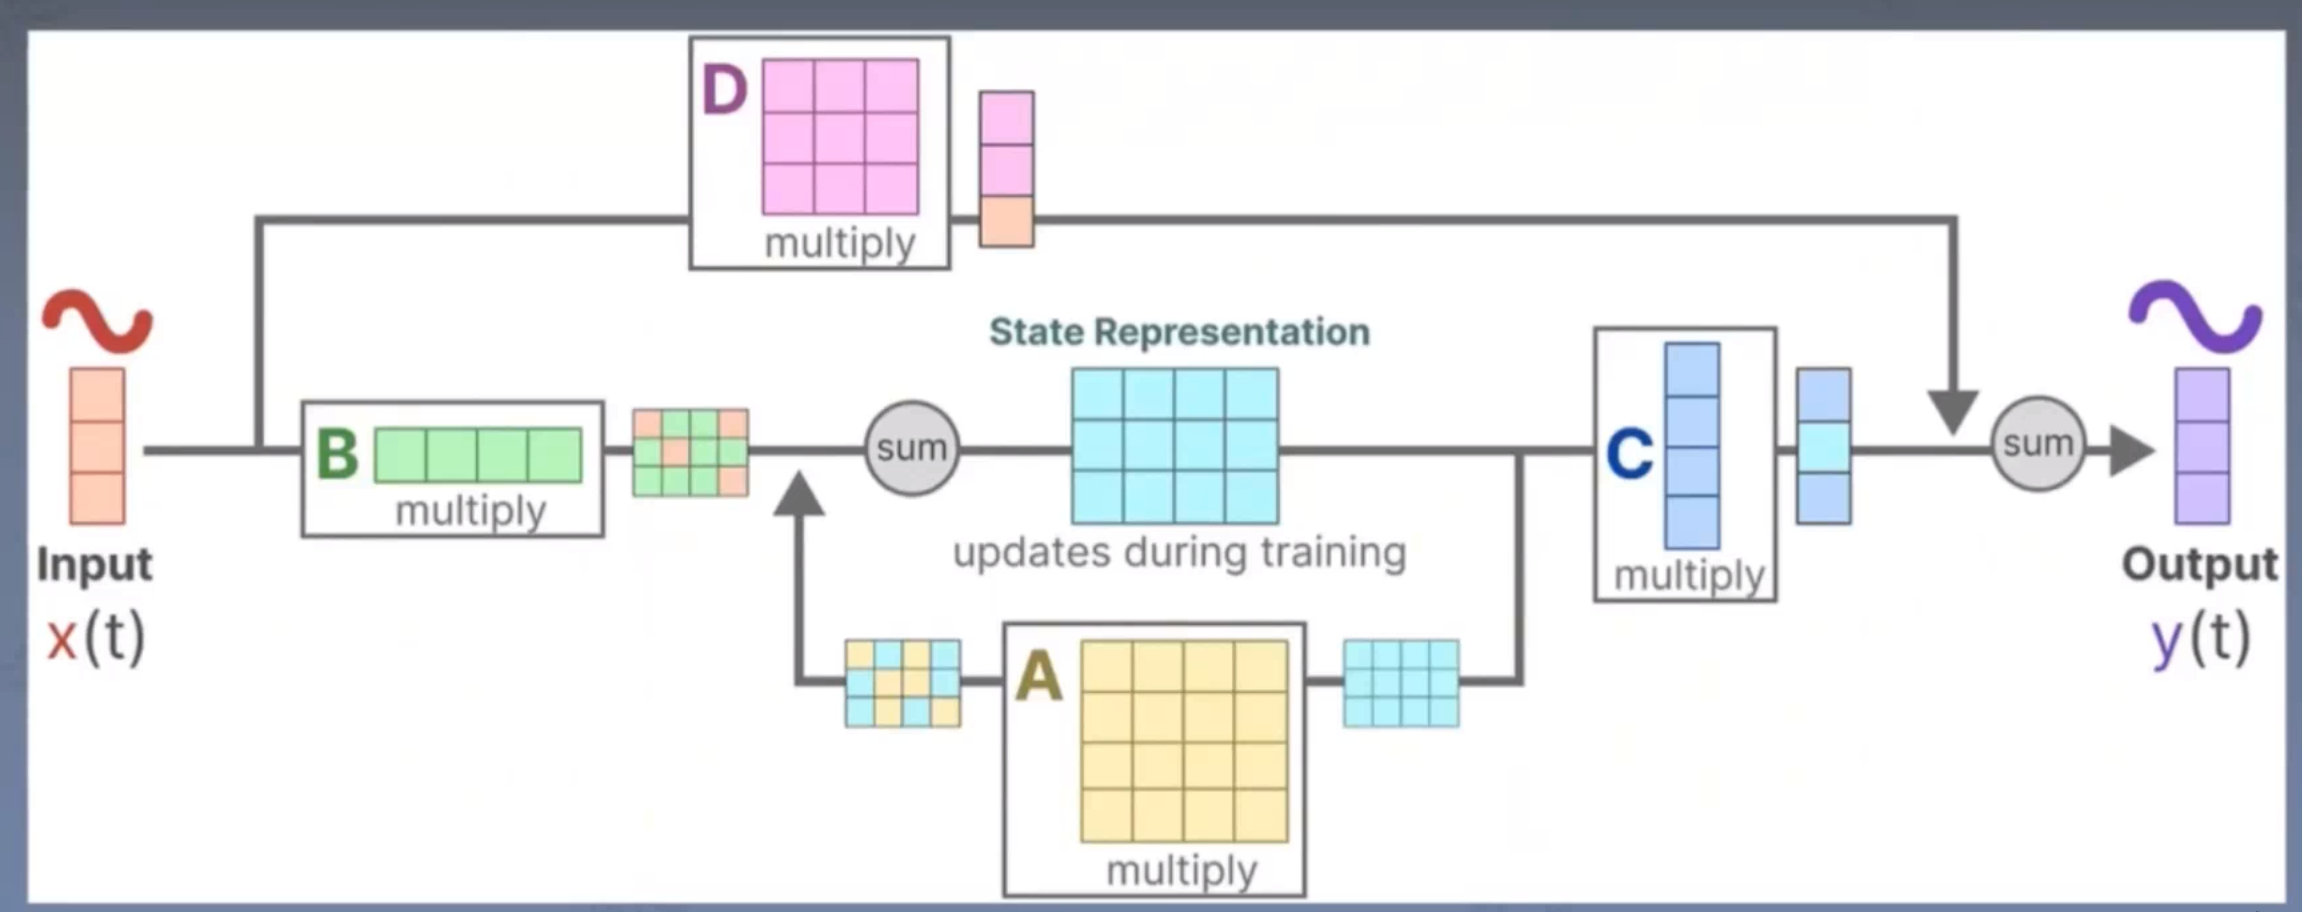 D
multiply
State Representation
B
multiply
sum
updates during training
C
multiply
sum
Input
x(t)
Output
y(t)
A
multiply